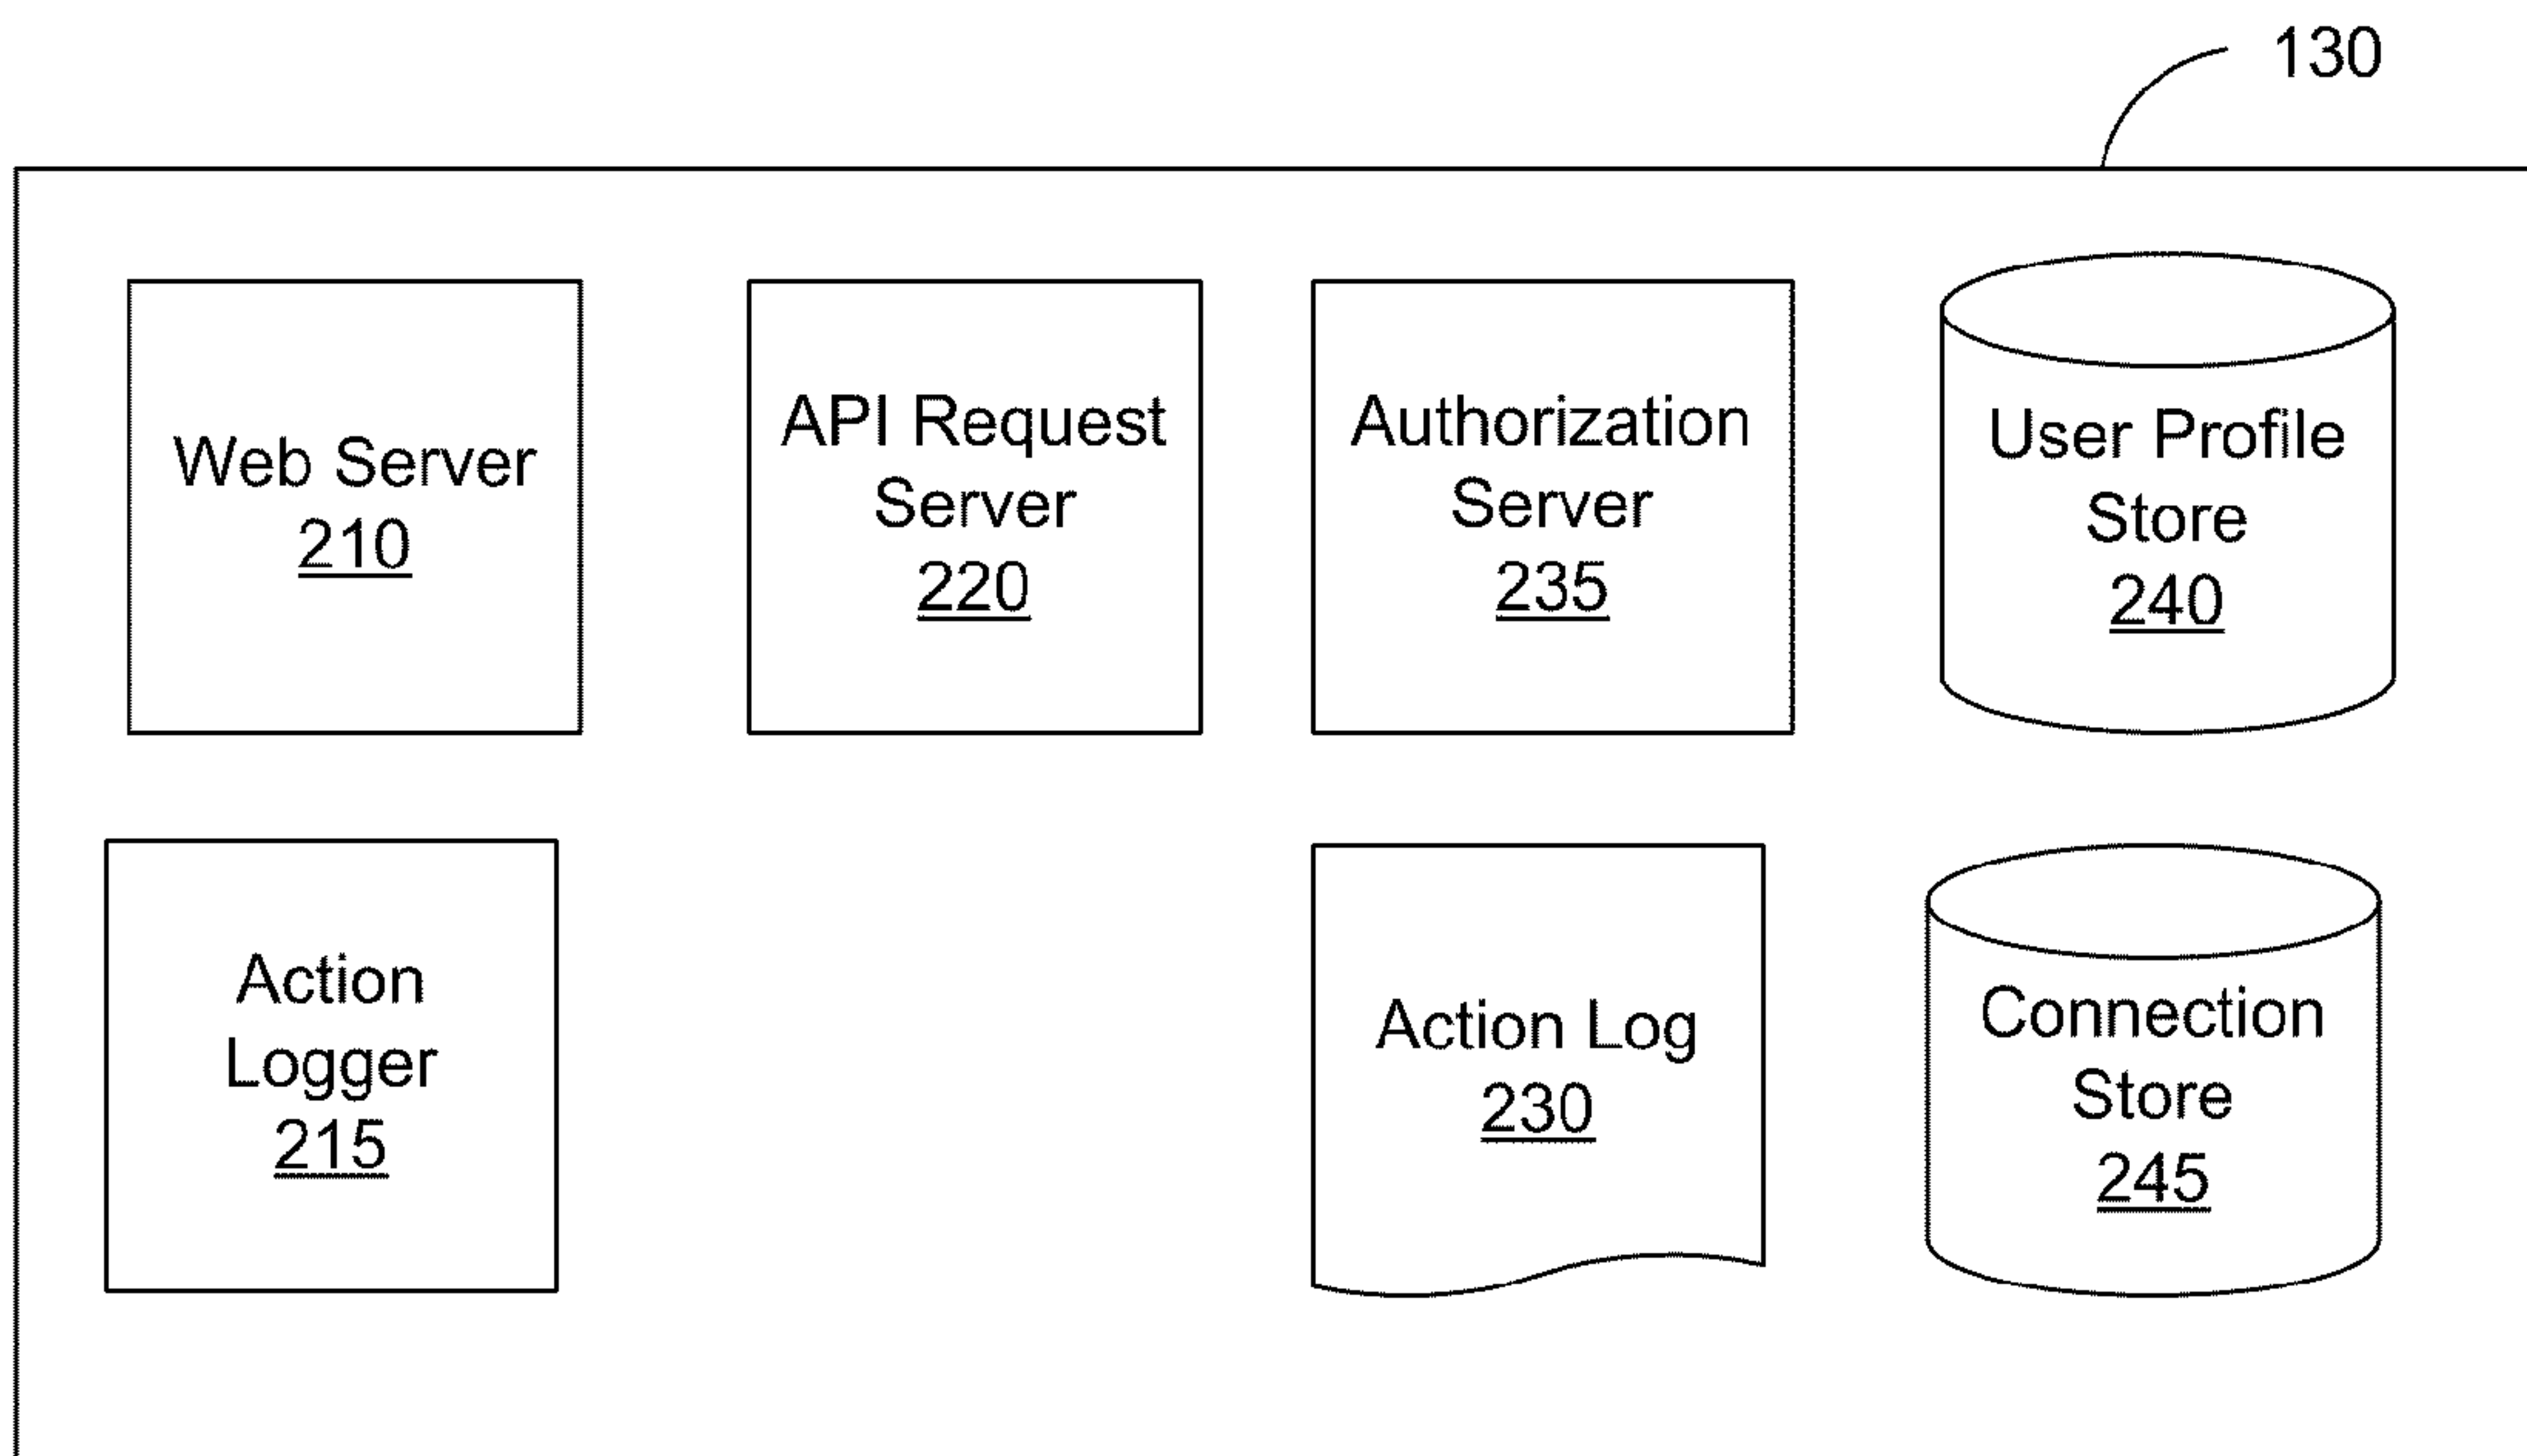 130
Web Server
210
API Request
Server
220
Authorization
Server
235
User Profile
Store
240
Action
Logger
215
Action Log
230
Connection
Store
245